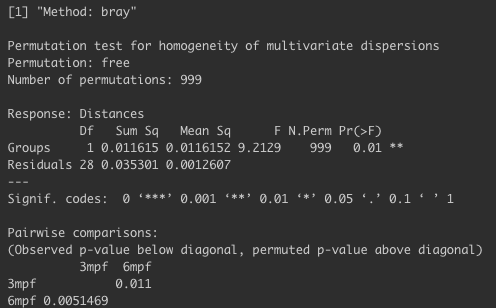 [1] "Method: bray"
Permutation test for homogeneity of multivariate dispersions
Permutation: free
Number of permutations: 999
Response: Distances
          Df   Sum Sq   Mean Sq      F N.Perm Pr(>F)
Groups     1 0.011615 0.0116152 9.2129    999   0.01 **
Residuals 28 0.035301 0.0012607
---
Signif. codes:  0 ‘***’ 0.001 ‘**’ 0.01 ‘*’ 0.05 ‘.’ 0.1 ‘ ’ 1
Pairwise comparisons:
(Observed p-value below diagonal, permuted p-value above diagonal)
          3mpf  6mpf
3mpf           0.011
6mpf 0.0051469